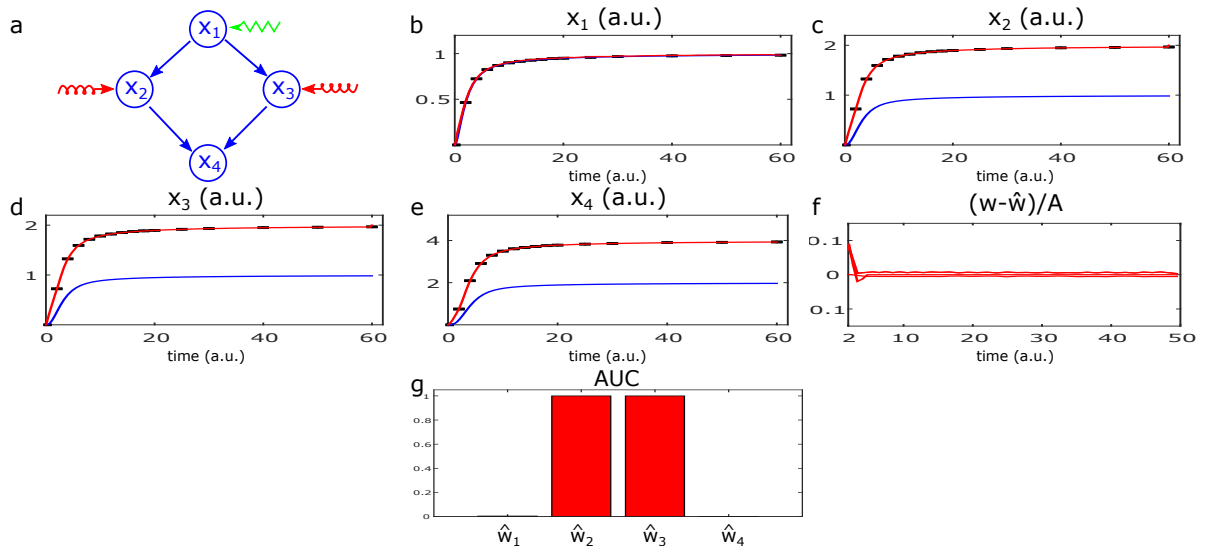 a
x₁
x₂
x₃
x₄
b
x₁ (a.u.)
1
0.5
0
20
40
60
time (a.u.)
c
x₂ (a.u.)
2
1
0
20
40
60
time (a.u.)
d
x₃ (a.u.)
2
1
0
20
40
60
time (a.u.)
e
x₄ (a.u.)
4
2
0
20
40
60
time (a.u.)
f
(w-ŵ)/A
0.1
0
0.1
2
10
20
30
40
50
time (a.u.)
g
AUC
1
0.8
0.6
0.4
0.2
0
ŵ₁
ŵ₂
ŵ₃
ŵ₄